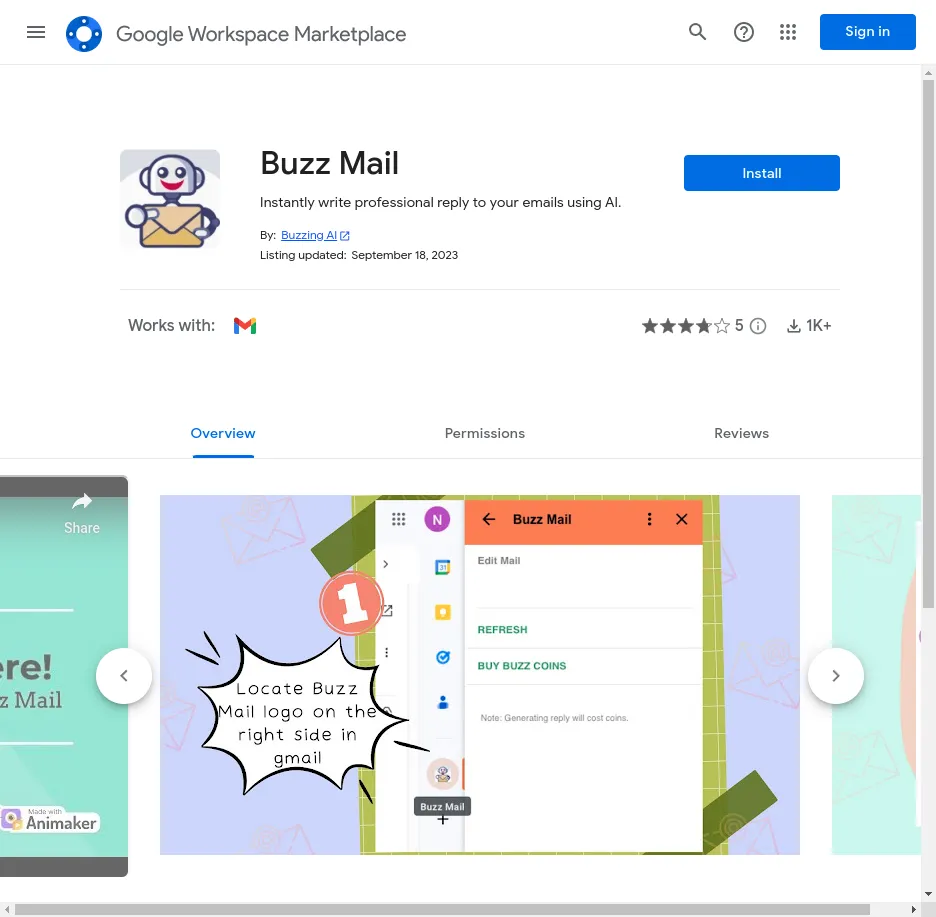 Google Workspace Marketplace
Sign in
Buzz Mail
Install
Instantly write professional reply to your emails using AI.
By: Buzzing AI
Listing updated: September 18, 2023
Works with:
5
1K+
Overview
Permissions
Reviews
Share
ere!
z Mail
Made with
Animaker
1
Locate Buzz
Mail logo on the
right side in
gmail
N
31
Buzz Mail
Buzz Mail
Edit Mail
REFRESH
BUY BUZZ COINS
Note: Generating reply will cost coins.